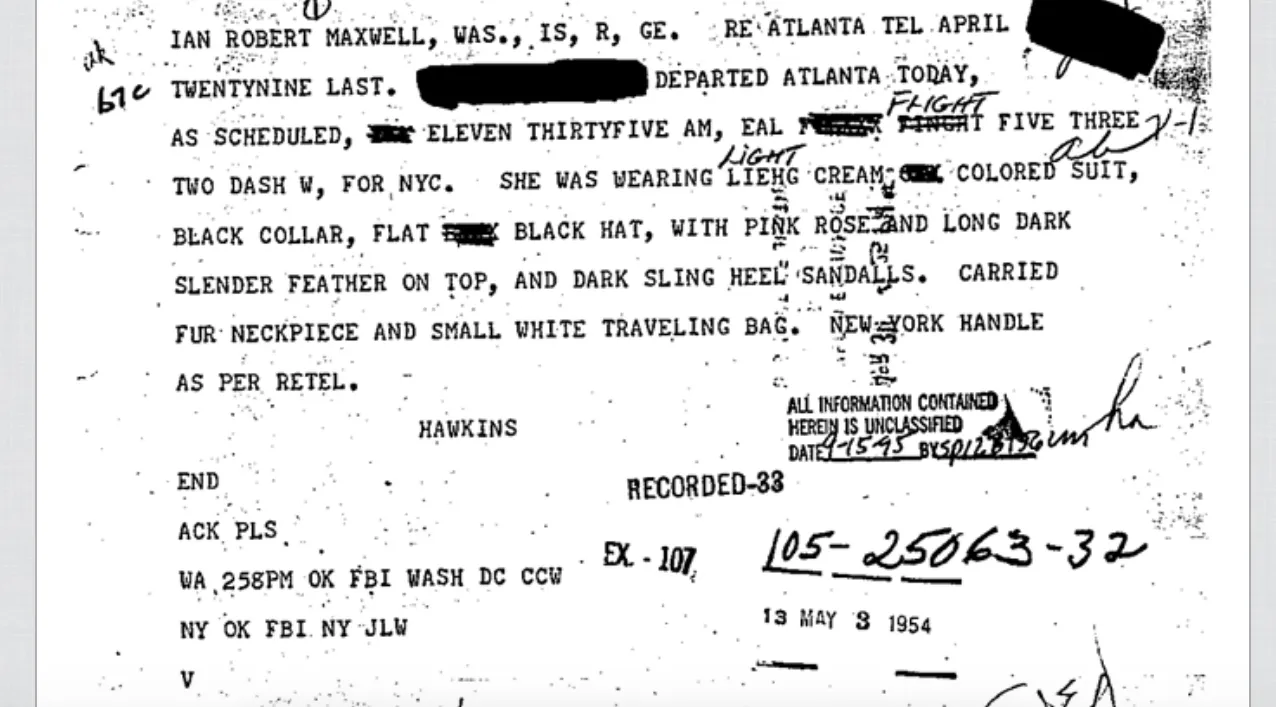 IAN ROBERT MAXWELL, WAS., IS, R, GE. RE ATLANTA TEL APRIL
b7c
TWENTYNINE LAST. DEPARTED ATLANTA TODAY,
FLIGHT
AS SCHEDULED, ELEVEN THIRTYFIVE AM, EAL FINGHT FIVE THREE
LIGHT
TWO DASH W, FOR NYC. SHE WAS WEARING LIEHG CREAM COLORED SUIT,
BLACK COLLAR, FLAT BLACK HAT, WITH PINK ROSE AND LONG DARK
SLENDER FEATHER ON TOP, AND DARK SLING HEEL SANDALLS. CARRIED
FUR NECKPIECE AND SMALL WHITE TRAVELING BAG. NEW YORK HANDLE
AS PER RETEL.
HAWKINS
ALL INFORMATION CONTAINED
HEREIN IS UNCLASSIFIED
DATE 9-15-95 BY
END
RECORDED-33
ACK PLS
EX - 107
105-25063-32
WA 258PM OK FBI WASH DC CCW
13 MAY 3 1954
NY OK FBI NY JLW
V